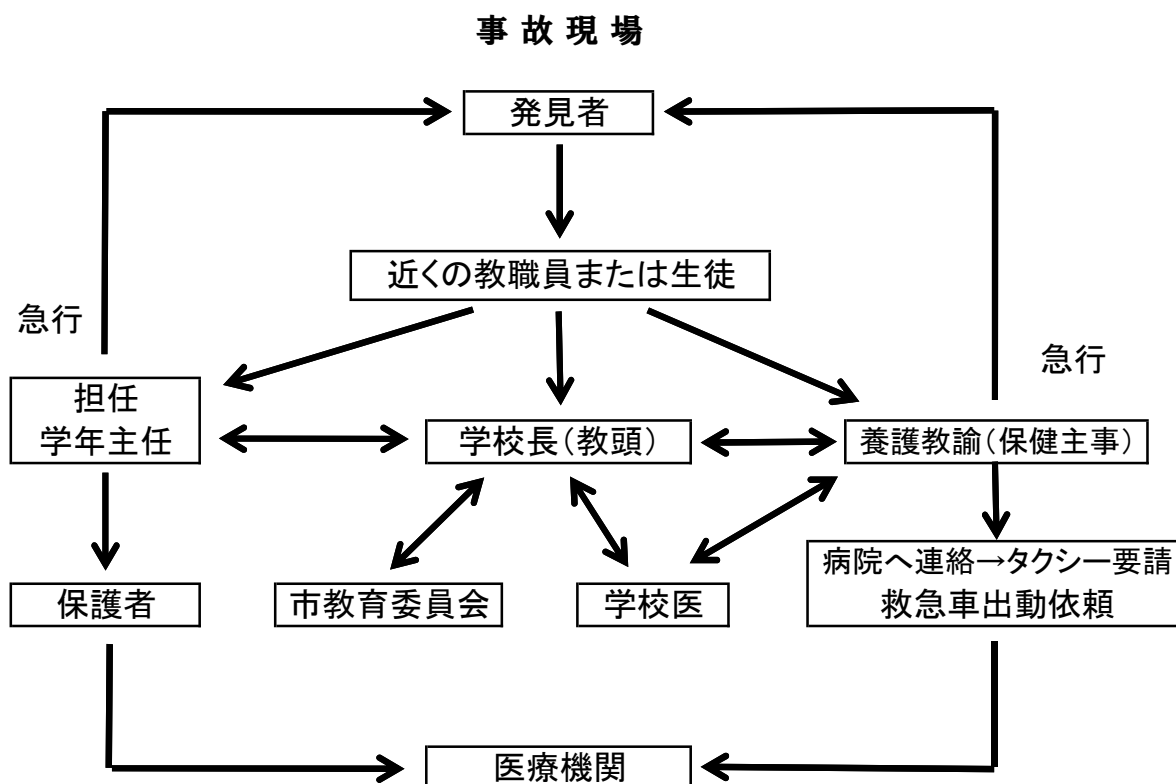 事故現場
発見者
近くの教職員または生徒
急行
急行
担任
学年主任
学校長（教頭）
養護教諭（保健主事）
保護者
市教育委員会
学校医
病院へ連絡→タクシー要請
救急車出動依頼
医療機関